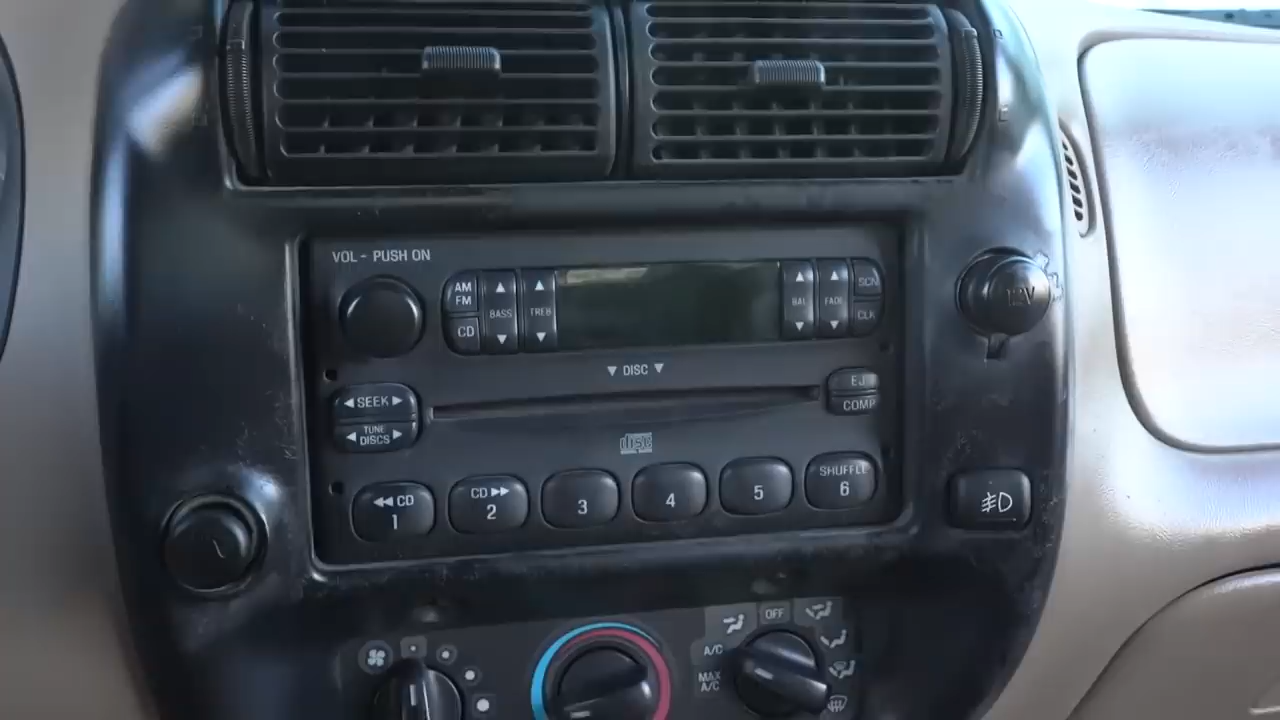 VOL - PUSH ON
AM
FM
CD
BASS
TREB
BAL
FADE
SCN
CLK
12V
DISC
SEEK
TUNE
DISCS
EJ
COMP
disc
CD
1
CD
2
3
4
5
SHUFFLE
6
OFF
A/C
MAX
A/C